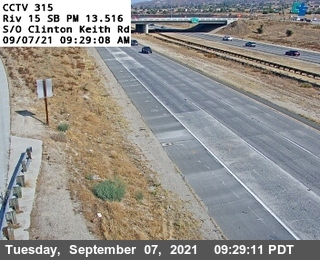 CCTV 315
Riv 15 SB PM 13.516
S/O Clinton Keith Rd
09/07/21 09:29:08 AM
Tuesday, September 07, 2021 09:29:11 PDT